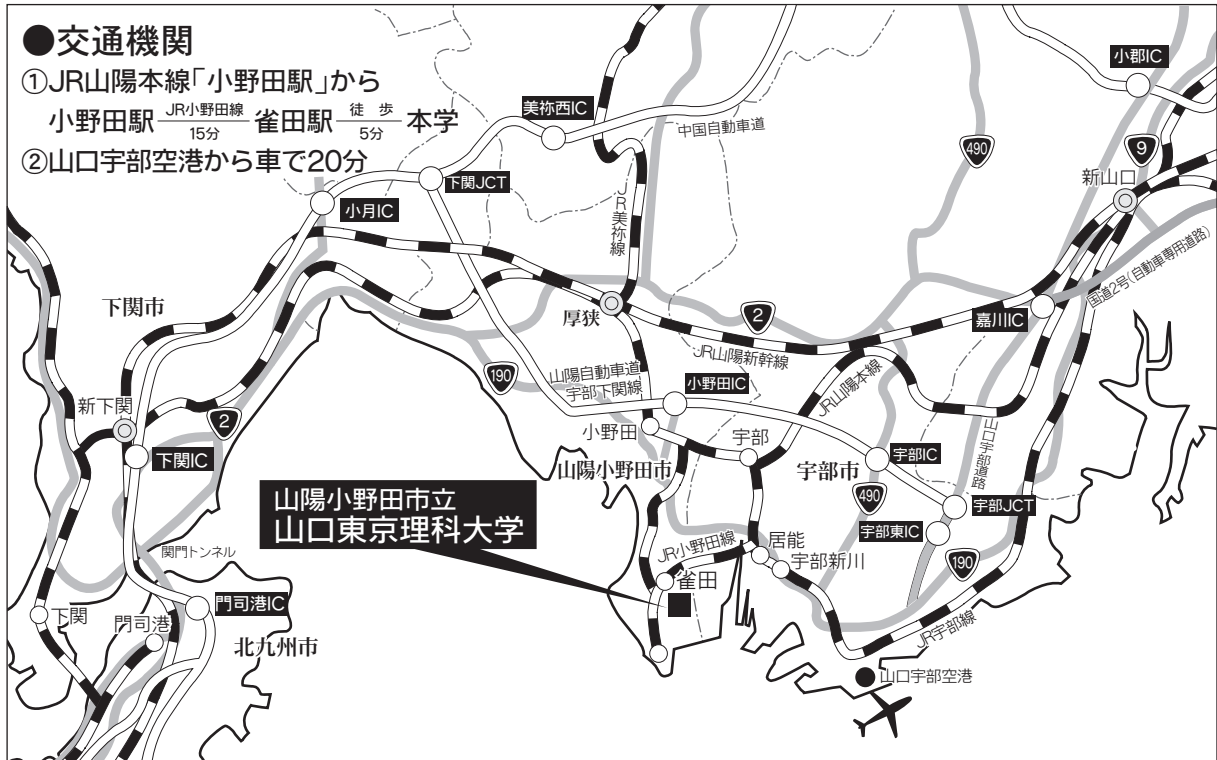 ●交通機関
①JR山陽本線「小野田駅」から
小野田駅 JR小野田線 15分 雀田駅 徒歩 5分 本学
②山口宇部空港から車で20分
小郡IC
美祢西IC
中国自動車道
490
9
新山口
下関JCT
小月IC
JR美祢線
国道2号(自動車専用道路)
下関市
厚狭
2
嘉川IC
JR山陽新幹線
190
山陽自動車道
宇部下関線
小野田IC
JR山陽本線
新下関
2
小野田
宇部
山口宇部道路
下関IC
山陽小野田市
宇部市
宇部IC
山陽小野田市立
山口東京理科大学
490
宇部JCT
宇部東IC
関門トンネル
JR小野田線
居能
宇部新川
190
雀田
門司港IC
下関
門司港
JR宇部線
北九州市
山口宇部空港